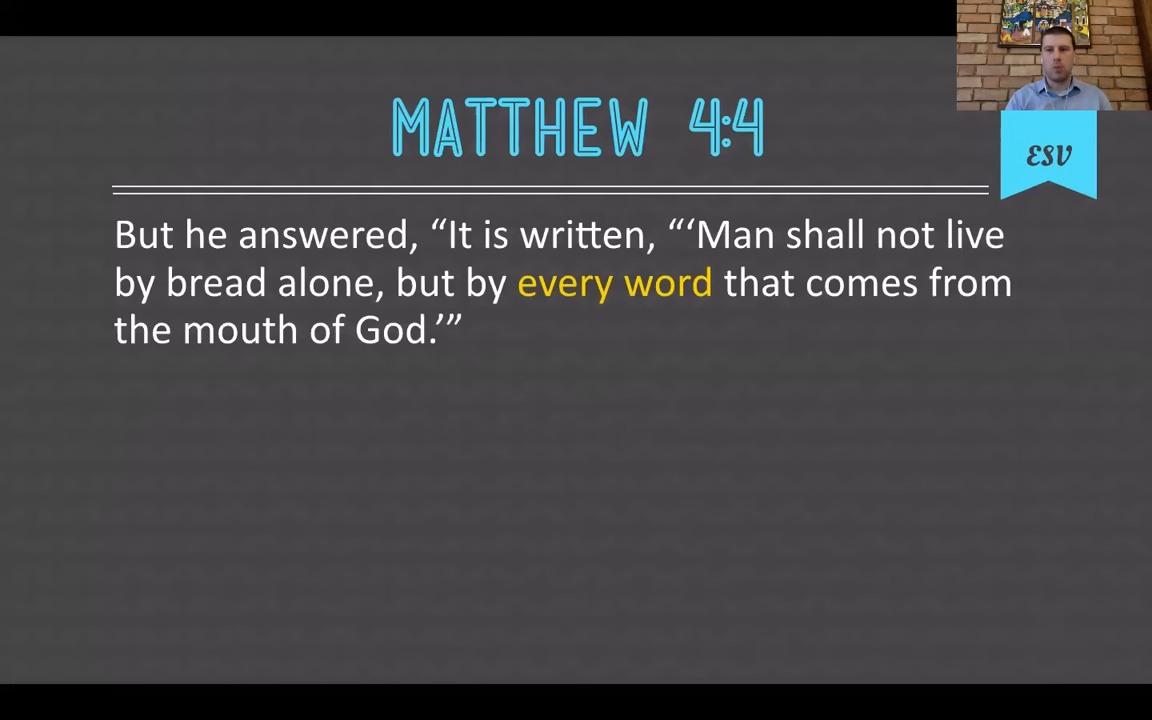 MATTHEW 4:4
ESV
But he answered, “It is written, “‘Man shall not live
by bread alone, but by every word that comes from
the mouth of God.’”